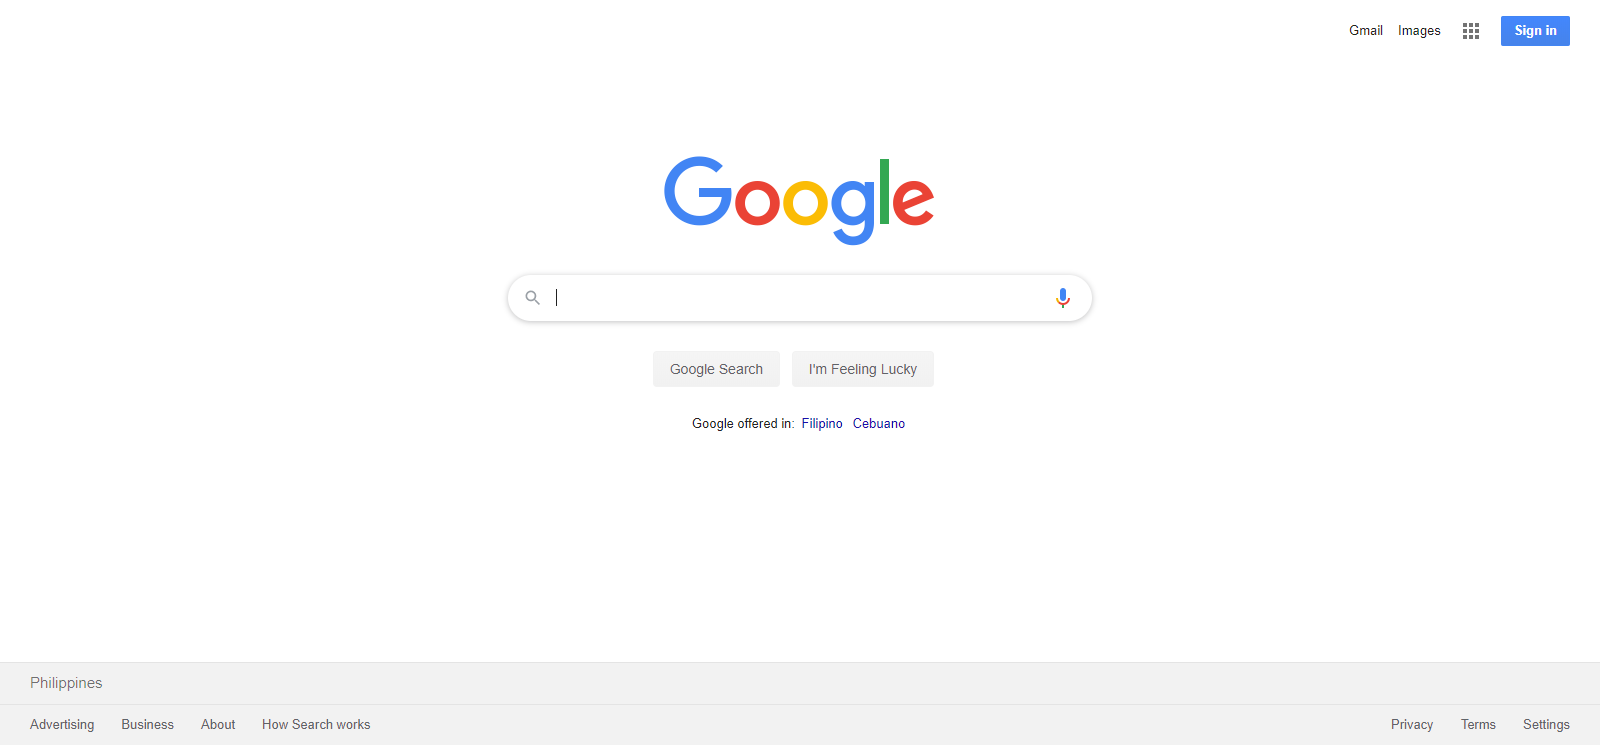 Gmail Images Sign in
Google
Google Search I'm Feeling Lucky
Google offered in: Filipino Cebuano
Philippines
Advertising Business About How Search works Privacy Terms Settings